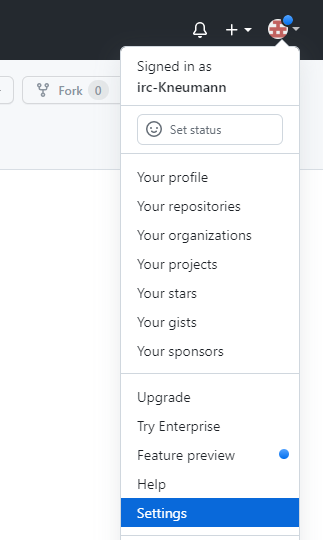 Fork 0
Signed in as
irc-Kneumann
Set status
Your profile
Your repositories
Your organizations
Your projects
Your stars
Your gists
Your sponsors
Upgrade
Try Enterprise
Feature preview
Help
Settings